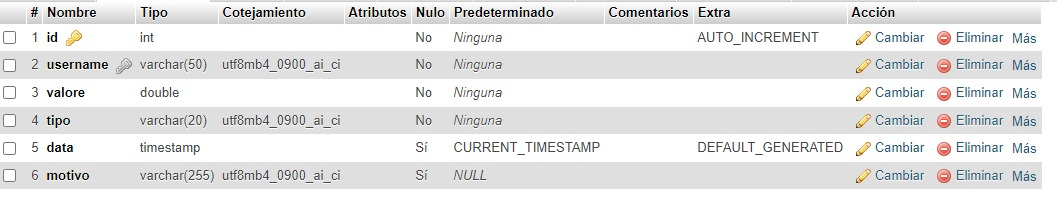 # Nombre Tipo Cotejamiento Atributos Nulo Predeterminado Comentarios Extra Acción
1 id int No Ninguna AUTO_INCREMENT Cambiar Eliminar Más
2 username varchar(50) utf8mb4_0900_ai_ci No Ninguna Cambiar Eliminar Más
3 valore double No Ninguna Cambiar Eliminar Más
4 tipo varchar(20) utf8mb4_0900_ai_ci No Ninguna Cambiar Eliminar Más
5 data timestamp Sí CURRENT_TIMESTAMP DEFAULT_GENERATED Cambiar Eliminar Más
6 motivo varchar(255) utf8mb4_0900_ai_ci Sí NULL Cambiar Eliminar Más